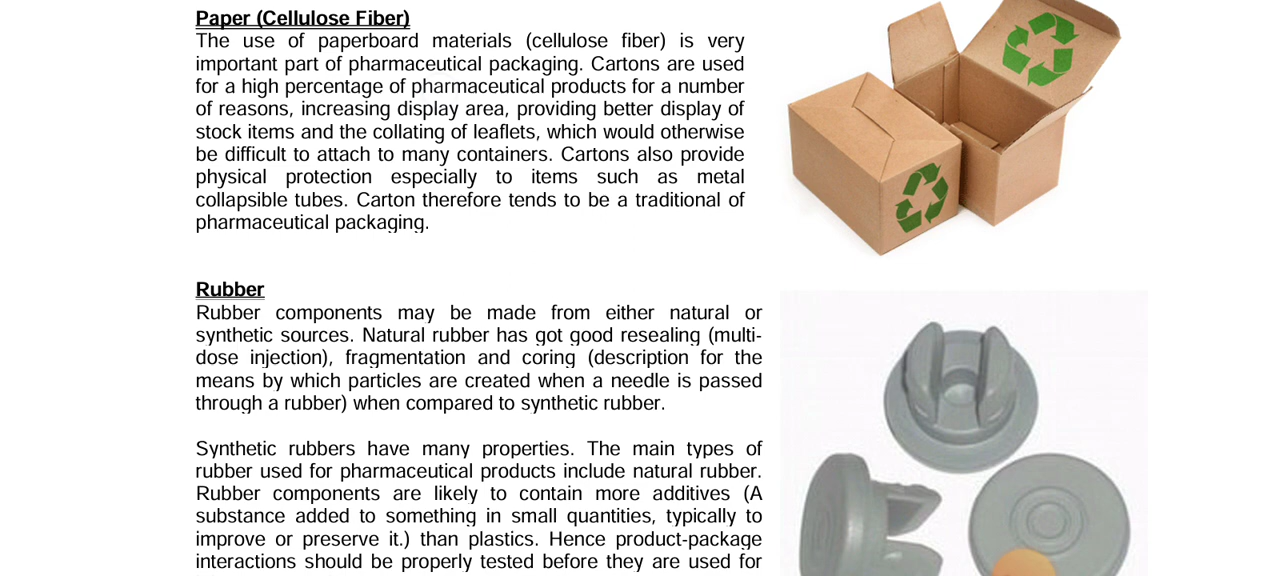 Paper (Cellulose Fiber)
The use of paperboard materials (cellulose fiber) is very
important part of pharmaceutical packaging. Cartons are used
for a high percentage of pharmaceutical products for a number
of reasons, increasing display area, providing better display of
stock items and the collating of leaflets, which would otherwise
be difficult to attach to many containers. Cartons also provide
physical protection especially to items such as metal
collapsible tubes. Carton therefore tends to be a traditional of
pharmaceutical packaging.
Rubber
Rubber components may be made from either natural or
synthetic sources. Natural rubber has got good resealing (multi-
dose injection), fragmentation and coring (description for the
means by which particles are created when a needle is passed
through a rubber) when compared to synthetic rubber.
Synthetic rubbers have many properties. The main types of
rubber used for pharmaceutical products include natural rubber.
Rubber components are likely to contain more additives (A
substance added to something in small quantities, typically to
improve or preserve it.) than plastics. Hence product-package
interactions should be properly tested before they are used for